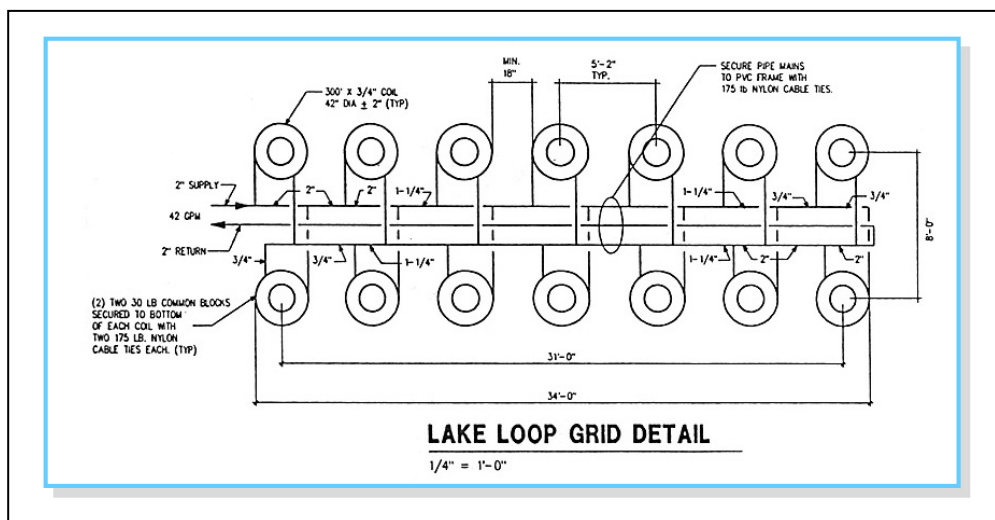 MIN.
18"
5'-2"
TYP.
SECURE PIPE MAINS
TO PVC FRAME WITH
175 lb NYLON CABLE TIES.
300' X 3/4" COIL
42" DIA ± 2" (TYP)
2" SUPPLY
2"
2"
1-1/4"
1-1/4"
3/4"
3/4"
42 GPM
8'-0"
2" RETURN
3/4"
3/4"
1-1/4"
1-1/4"
2"
2"
(2) TWO 30 LB COMMON BLOCKS
SECURED TO BOTTOM
OF EACH COIL WITH
TWO 175 LB. NYLON
CABLE TIES EACH. (TYP)
31'-0"
34'-0"
LAKE LOOP GRID DETAIL
1/4" = 1'-0"